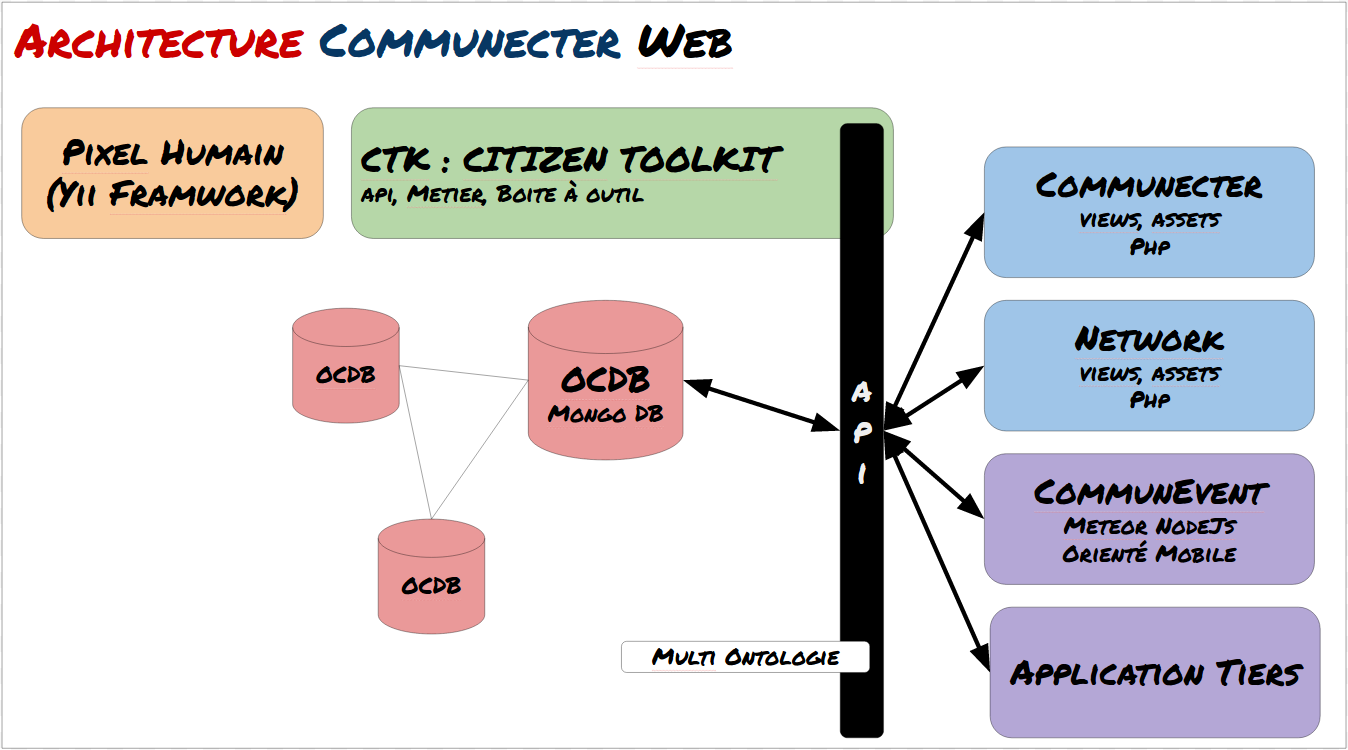 Architecture Communecter Web
Pixel Humain
(Yii Framwork)
CTK : CITIZEN TOOLKIT
api, Metier, Boite à outil
Communecter
views, assets
Php
OCDB
OCDB
Mongo DB
A
P
I
Network
views, assets
Php
CommunEvent
Meteor NodeJs
Orienté Mobile
OCDB
Multi Ontologie
Application Tiers